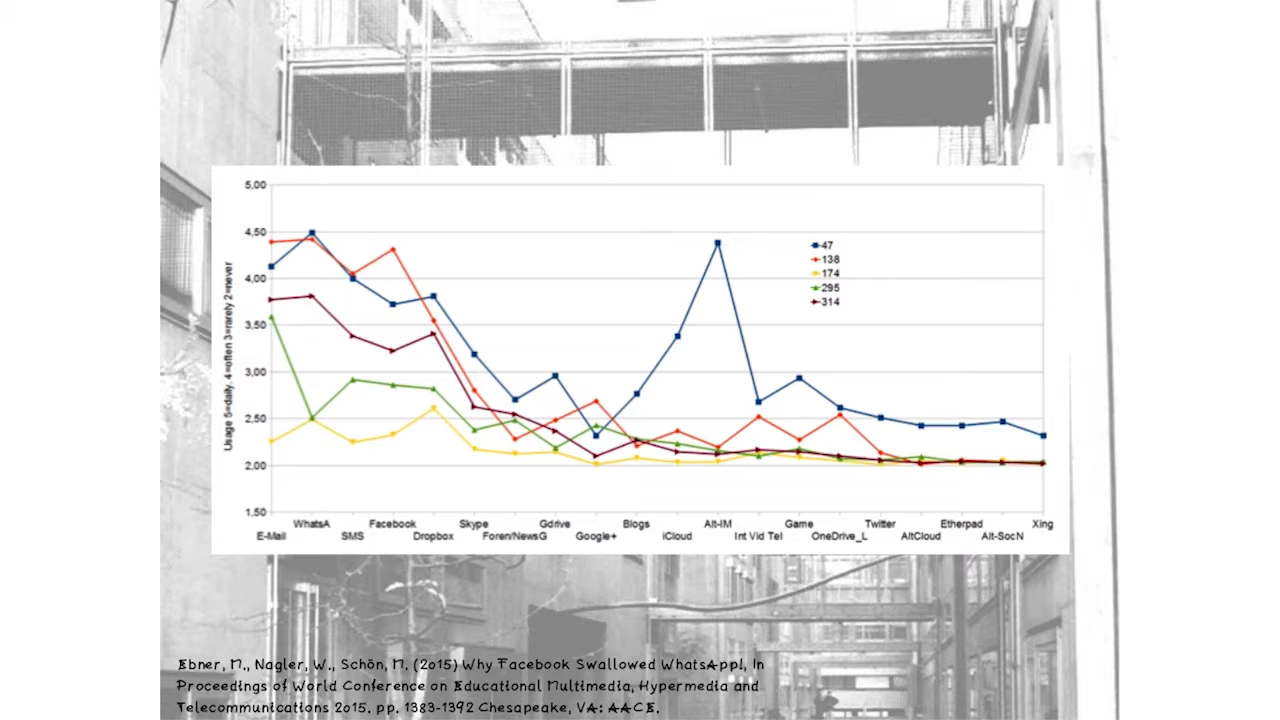 5,00
4,50
4,00
3,50
3,00
2,50
2,00
1,50
Usage 5=daily, 4=often 3=rarely 2=never
47
138
174
295
314
WhatsA Facebook Skype Gdrive Blogs Alt-IM Game Twitter Etherpad Xing
E-Mail SMS Dropbox Foren/NewsG Google+ iCloud Int Vid Tel OneDrive_L AltCloud Alt-SocN
Ebner, M., Nagler, W., Schön, M. (2015) Why Facebook Swallowed WhatsApp!, In
Proceedings of World Conference on Educational Multimedia, Hypermedia and
Telecommunications 2015. pp. 1383-1392 Chesapeake, VA: AACE.